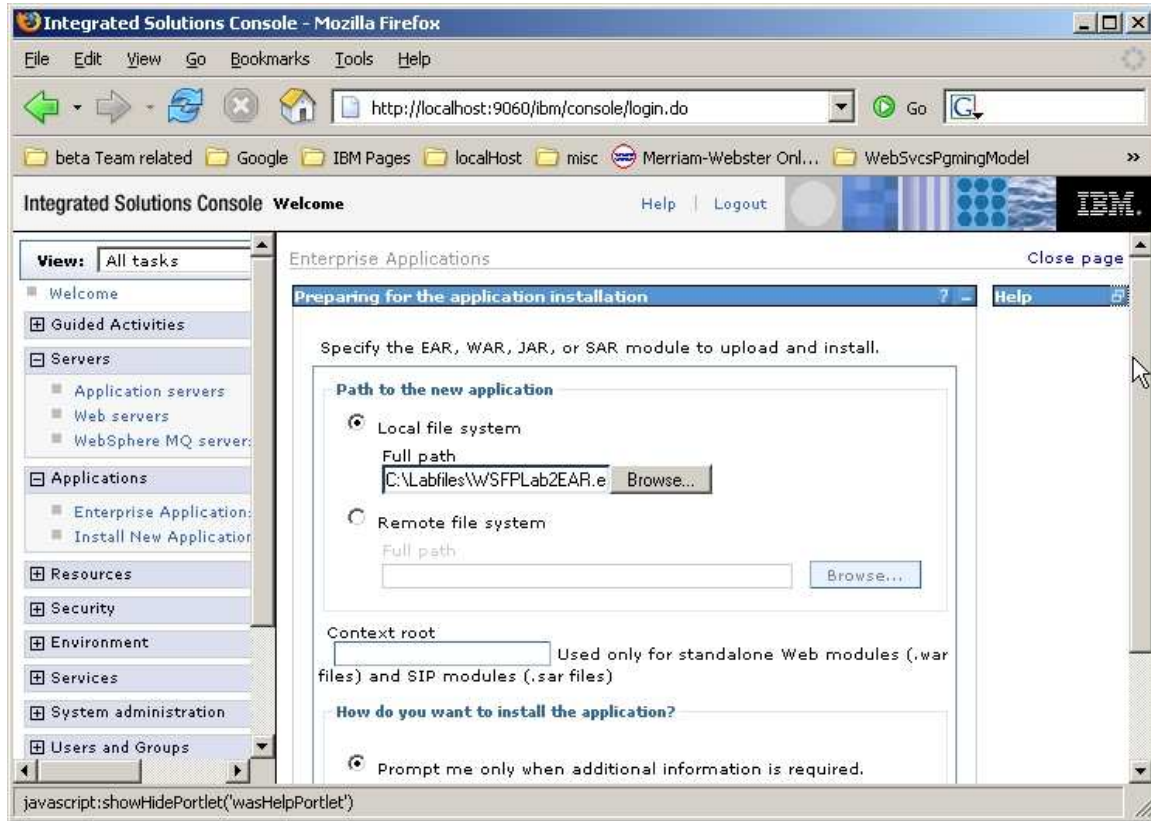 Integrated Solutions Console - Mozilla Firefox
File Edit View Go Bookmarks Tools Help
http://localhost:9060/ibm/console/login.do Go G
beta Team related Google IBM Pages localHost misc Merriam-Webster Onl... WebSvcsPgmingModel »
Integrated Solutions Console Welcome Help | Logout IBM.
View: All tasks
Welcome
Guided Activities
Servers
Application servers
Web servers
WebSphere MQ server
Applications
Enterprise Application
Install New Application
Resources
Security
Environment
Services
System administration
Users and Groups
Enterprise Applications Close page
Preparing for the application installation ? - Help
Specify the EAR, WAR, JAR, or SAR module to upload and install.
Path to the new application
Local file system
Full path
C:\Labfiles\WSFPLab2EAR.e Browse...
Remote file system
Full path
Browse...
Context root
Used only for standalone Web modules (.war
files) and SIP modules (.sar files)
How do you want to install the application?
Prompt me only when additional information is required.
javascript:showHidePortlet('wasHelpPortlet')